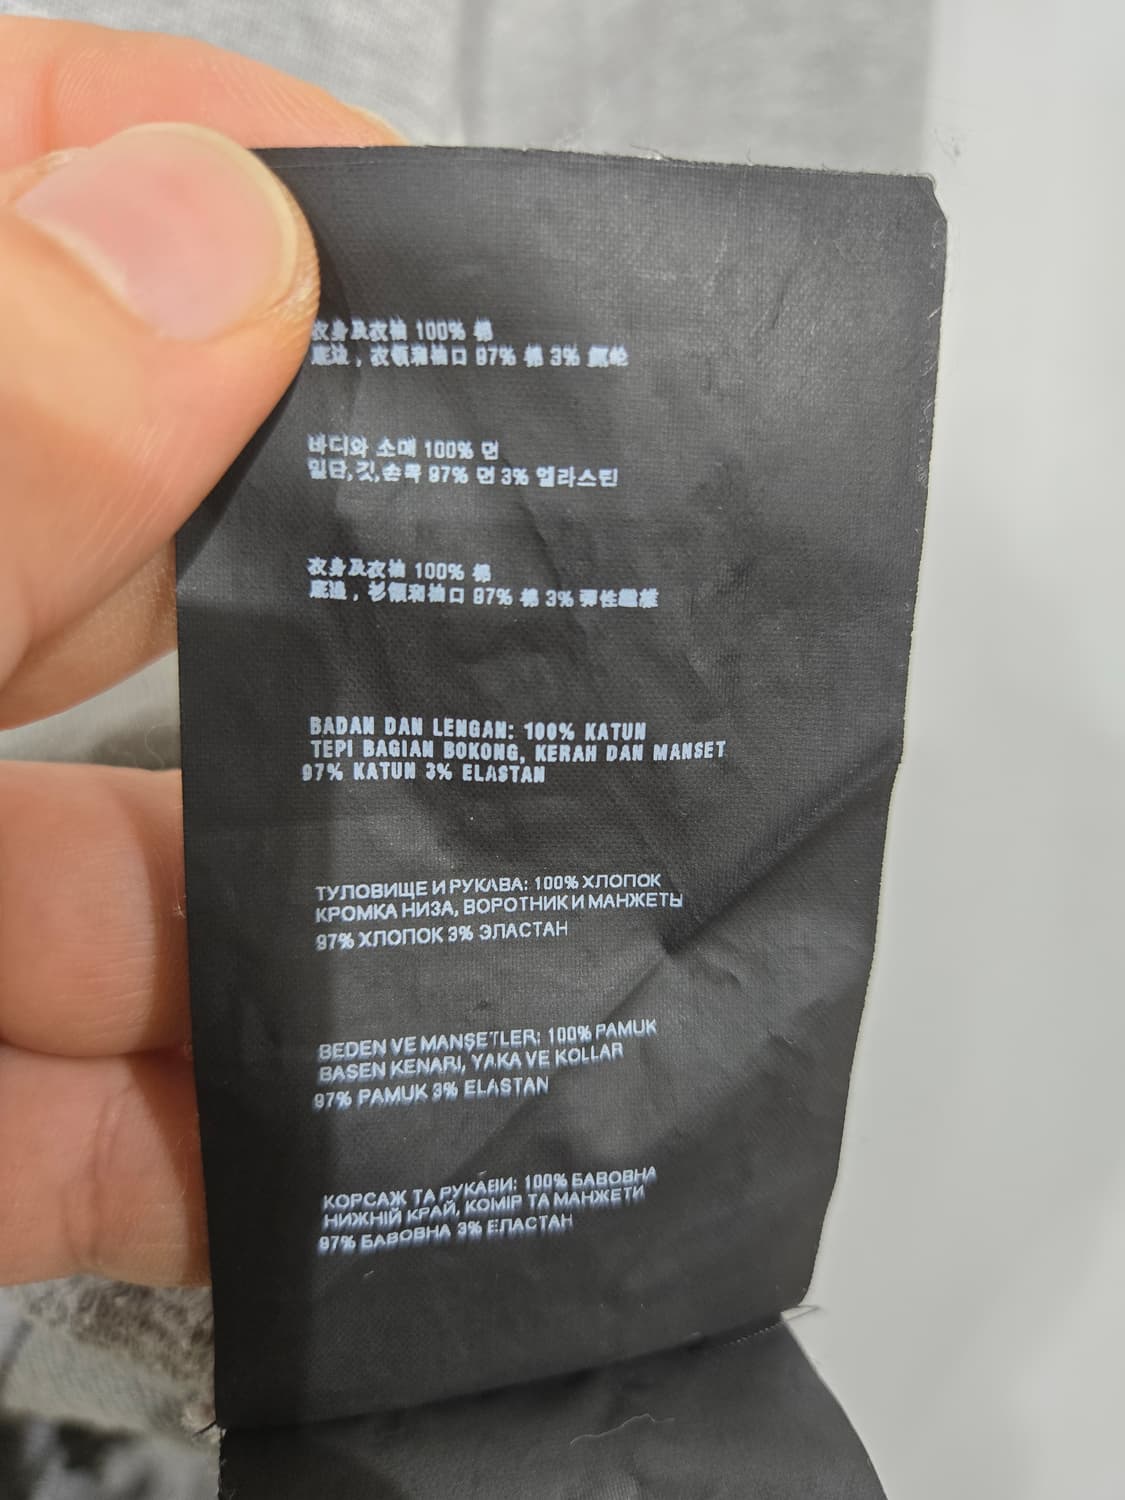 衣身及衣袖 100% 棉
底边，衣领和袖口 97% 棉 3% 氨纶
바디와 소매 100% 면
밑단,깃,손목 97% 면 3% 엘라스틴
衣身及衣袖 100% 棉
底邊，衫領和袖口 97% 棉 3% 彈性纖維
BADAN DAN LENGAN: 100% KATUN
TEPI BAGIAN BOKONG, KERAH DAN MANSET
97% KATUN 3% ELASTAN
ТУЛОВИЩЕ И РУКАВА: 100% ХЛОПОК
КРОМКА НИЗА, ВОРОТНИК И МАНЖЕТЫ
97% ХЛОПОК 3% ЭЛАСТАН
BEDEN VE MANŞETLER: 100% PAMUK
BASEN KENARI, YAKA VE KOLLAR
97% PAMUK 3% ELASTAN
КОРСАЖ ТА РУКАВИ: 100% БАВОВНА
НИЖНІЙ КРАЙ, КОМІР ТА МАНЖЕТИ
97% БАВОВНА 3% ЕЛАСТАН